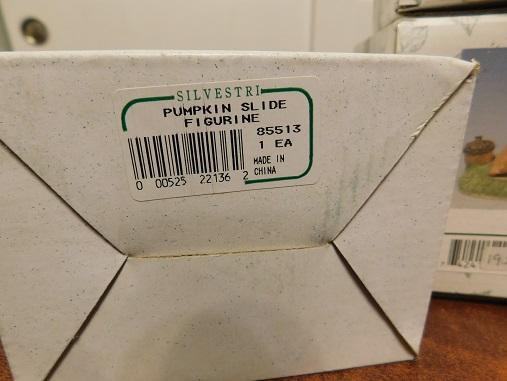 SILVESTRI
PUMPKIN SLIDE
FIGURINE
85513
1 EA
MADE IN
CHINA
0 00525 22136 2